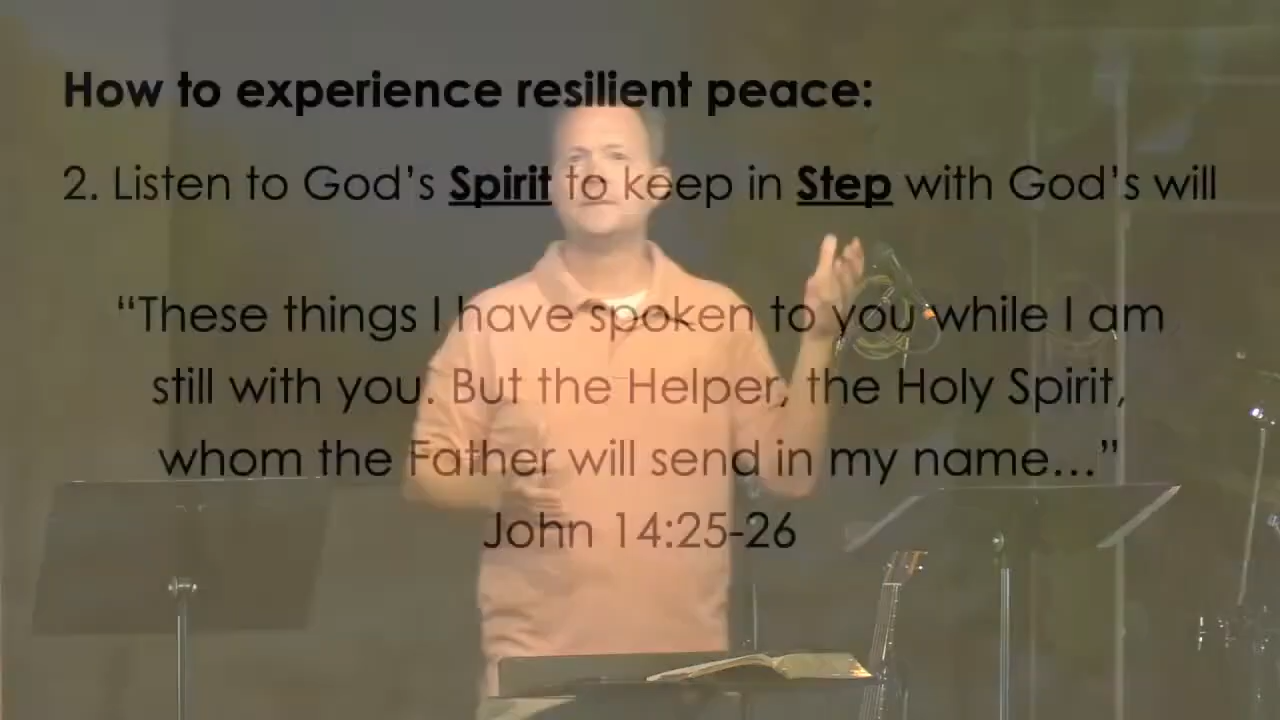 How to experience resilient peace:
2. Listen to God's Spirit to keep in Step with God's will
“These things I have spoken to you while I am
still with you. But the Helper, the Holy Spirit,
whom the Father will send in my name…”
John 14:25-26